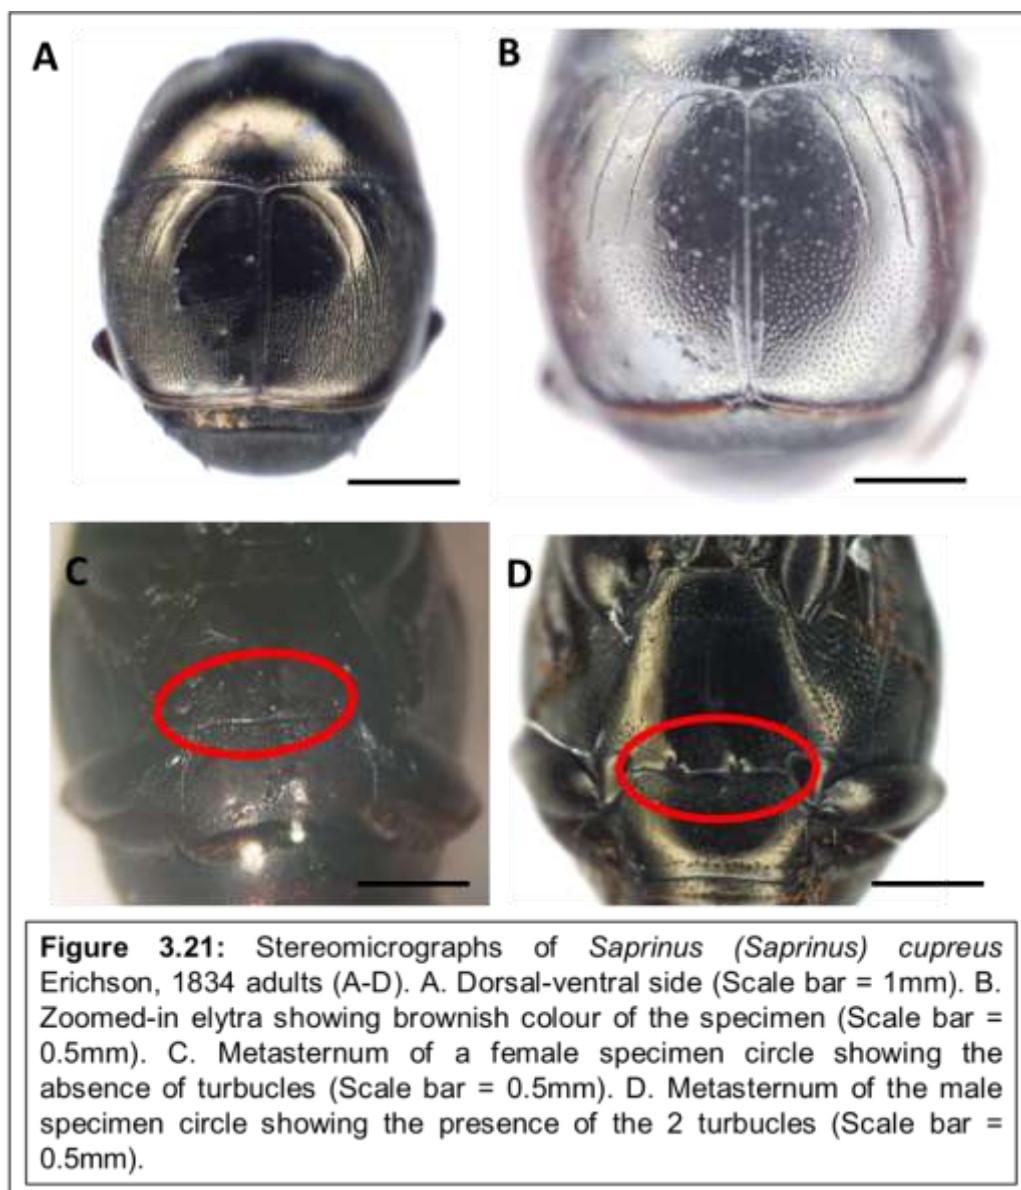 A
B
C
D
Figure 3.21: Stereomicrographs of Saprinus (Saprinus) cupreus
Erichson, 1834 adults (A-D). A. Dorsal-ventral side (Scale bar = 1mm). B.
Zoomed-in elytra showing brownish colour of the specimen (Scale bar =
0.5mm). C. Metasternum of a female specimen circle showing the
absence of turbucles (Scale bar = 0.5mm). D. Metasternum of the male
specimen circle showing the presence of the 2 turbucles (Scale bar =
0.5mm).